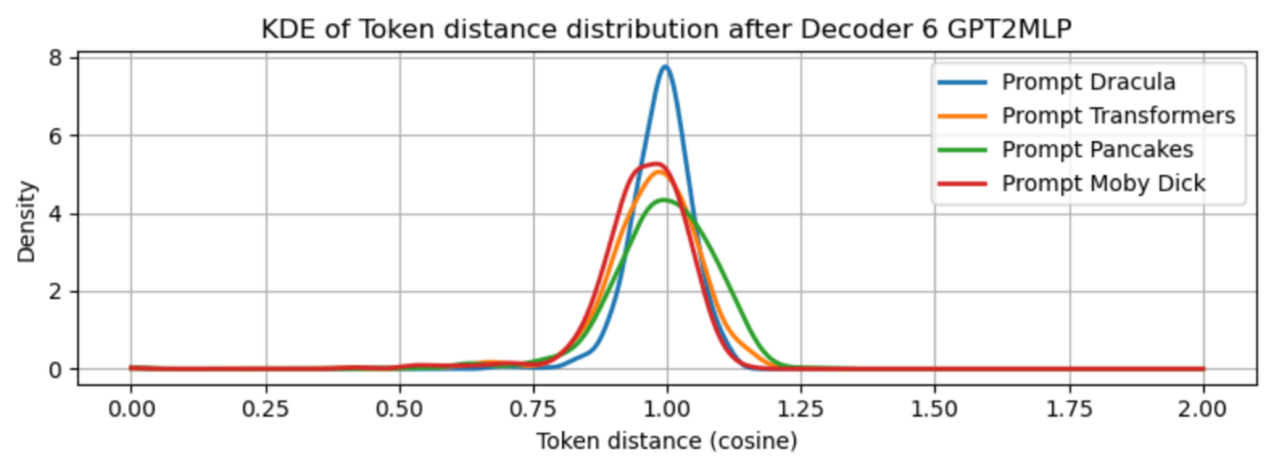 KDE of Token distance distribution after Decoder 6 GPT2MLP
8
6
4
2
0
Density
Prompt Dracula
Prompt Transformers
Prompt Pancakes
Prompt Moby Dick
0.00 0.25 0.50 0.75 1.00 1.25 1.50 1.75 2.00
Token distance (cosine)